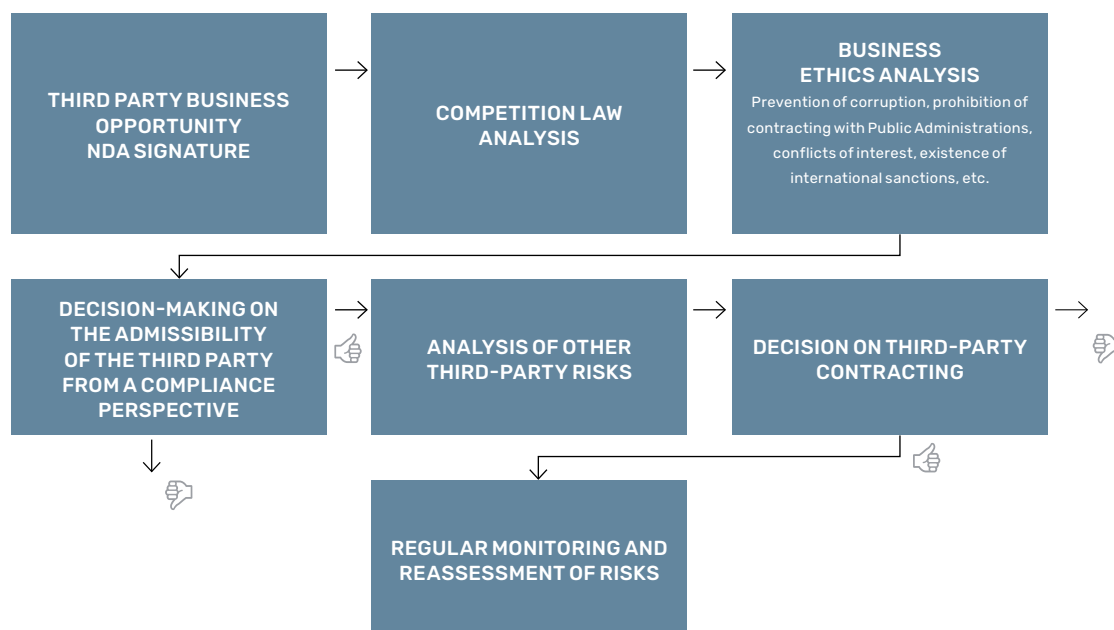 THIRD PARTY BUSINESS
OPPORTUNITY
NDA SIGNATURE
COMPETITION LAW
ANALYSIS
BUSINESS
ETHICS ANALYSIS
Prevention of corruption, prohibition of
contracting with Public Administrations,
conflicts of interest, existence of
international sanctions, etc.
DECISION-MAKING ON
THE ADMISSIBILITY
OF THE THIRD PARTY
FROM A COMPLIANCE
PERSPECTIVE
ANALYSIS OF OTHER
THIRD-PARTY RISKS
DECISION ON THIRD-PARTY
CONTRACTING
REGULAR MONITORING AND
REASSESSMENT OF RISKS